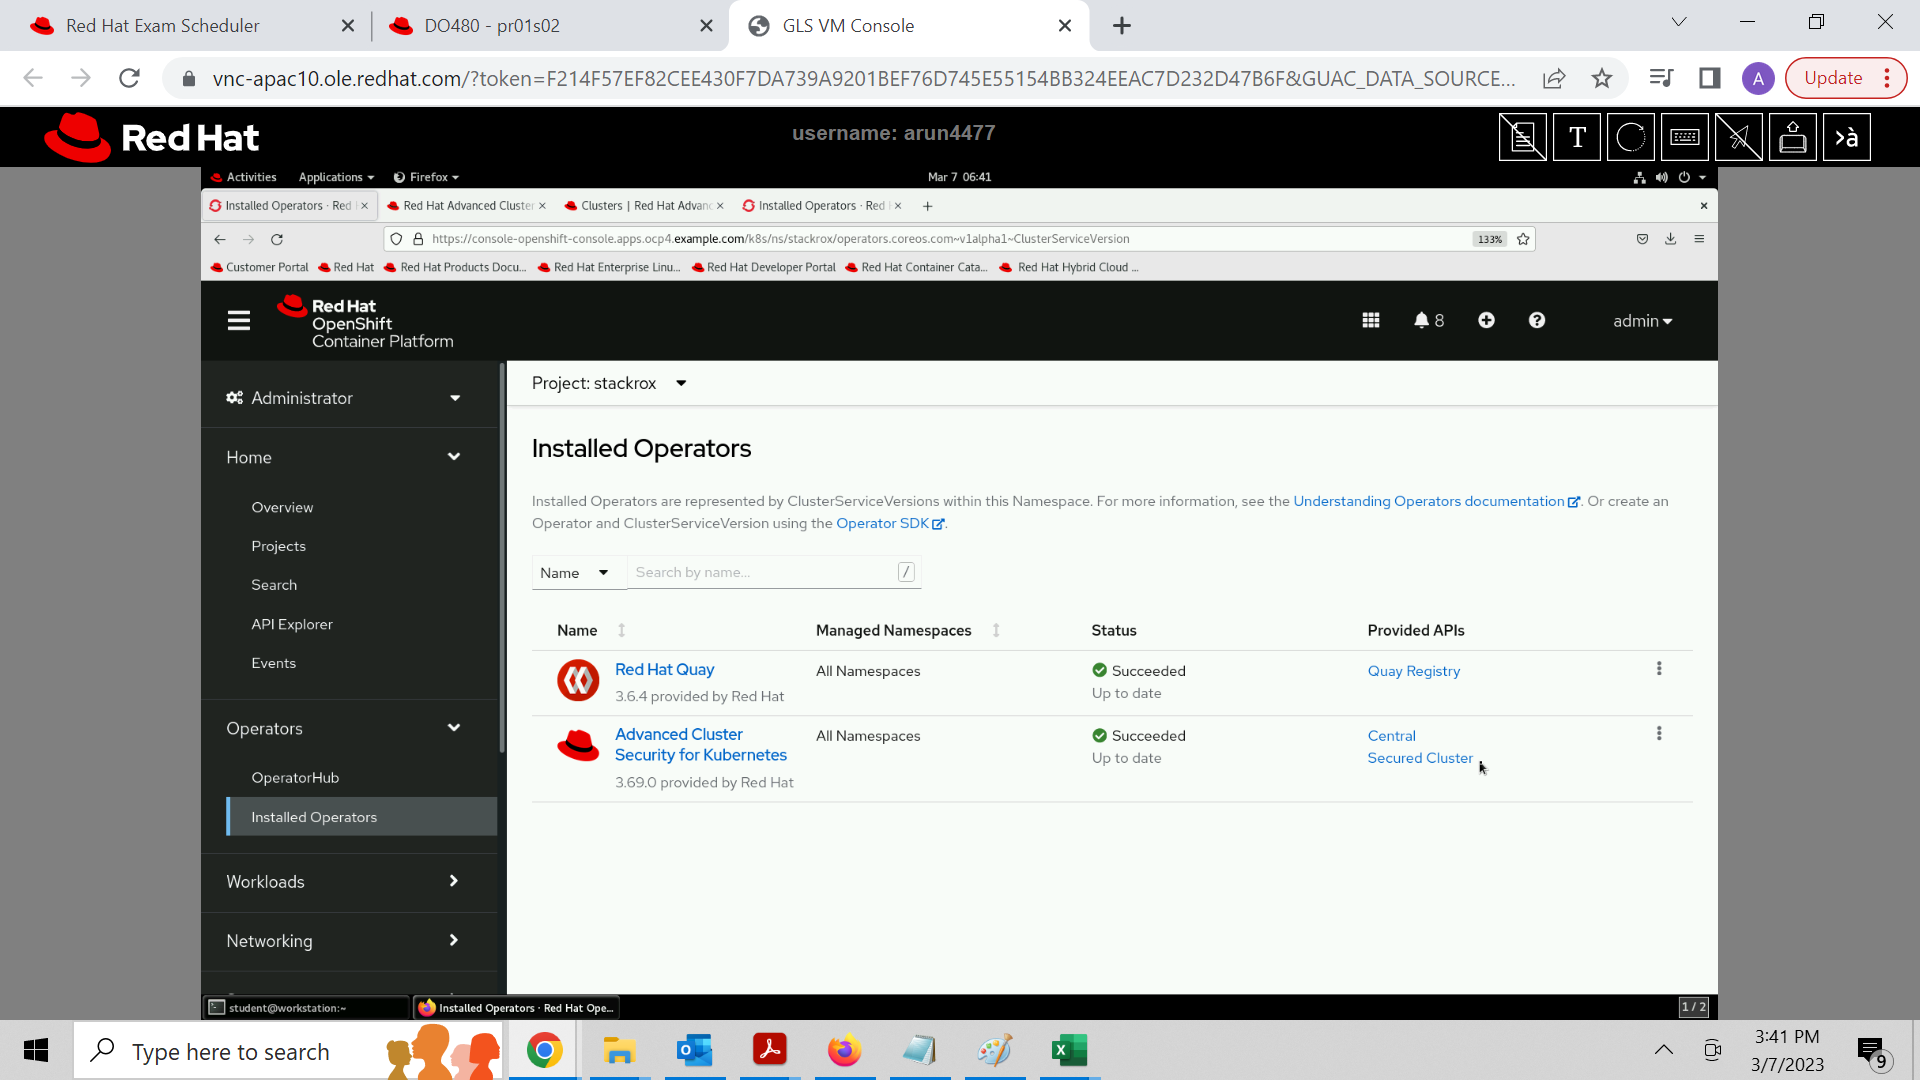 Red Hat Exam Scheduler
DO480 - pr01s02
GLS VM Console
vnc-apac10.ole.redhat.com/?token=F214F57EF82CEE430F7DA739A9201BEF76D745E55154BB324EEAC7D232D47B6F&GUAC_DATA_SOURCE...
A
Update
Red Hat
username: arun4477
T
>à
Activities
Applications
Firefox
Mar 7 06:41
Installed Operators · Red
Red Hat Advanced Cluster
Clusters | Red Hat Advanc
Installed Operators · Red
https://console-openshift-console.apps.ocp4.example.com/k8s/ns/stackrox/operators.coreos.com~v1alpha1~ClusterServiceVersion
133%
Customer Portal
Red Hat
Red Hat Products Docu...
Red Hat Enterprise Linu...
Red Hat Developer Portal
Red Hat Container Cata...
Red Hat Hybrid Cloud ...
Red Hat
OpenShift
Container Platform
8
admin
Administrator
Home
Overview
Projects
Search
API Explorer
Events
Operators
OperatorHub
Installed Operators
Workloads
Networking
Project: stackrox
Installed Operators
Installed Operators are represented by ClusterServiceVersions within this Namespace. For more information, see the Understanding Operators documentation. Or create an
Operator and ClusterServiceVersion using the Operator SDK.
Name
Search by name...
/
Name
Managed Namespaces
Status
Provided APIs
Red Hat Quay
3.6.4 provided by Red Hat
All Namespaces
Succeeded
Up to date
Quay Registry
Advanced Cluster
Security for Kubernetes
3.69.0 provided by Red Hat
All Namespaces
Succeeded
Up to date
Central
Secured Cluster
student@workstation:~
Installed Operators · Red Hat Ope...
1 / 2
Type here to search
3:41 PM
3/7/2023
9